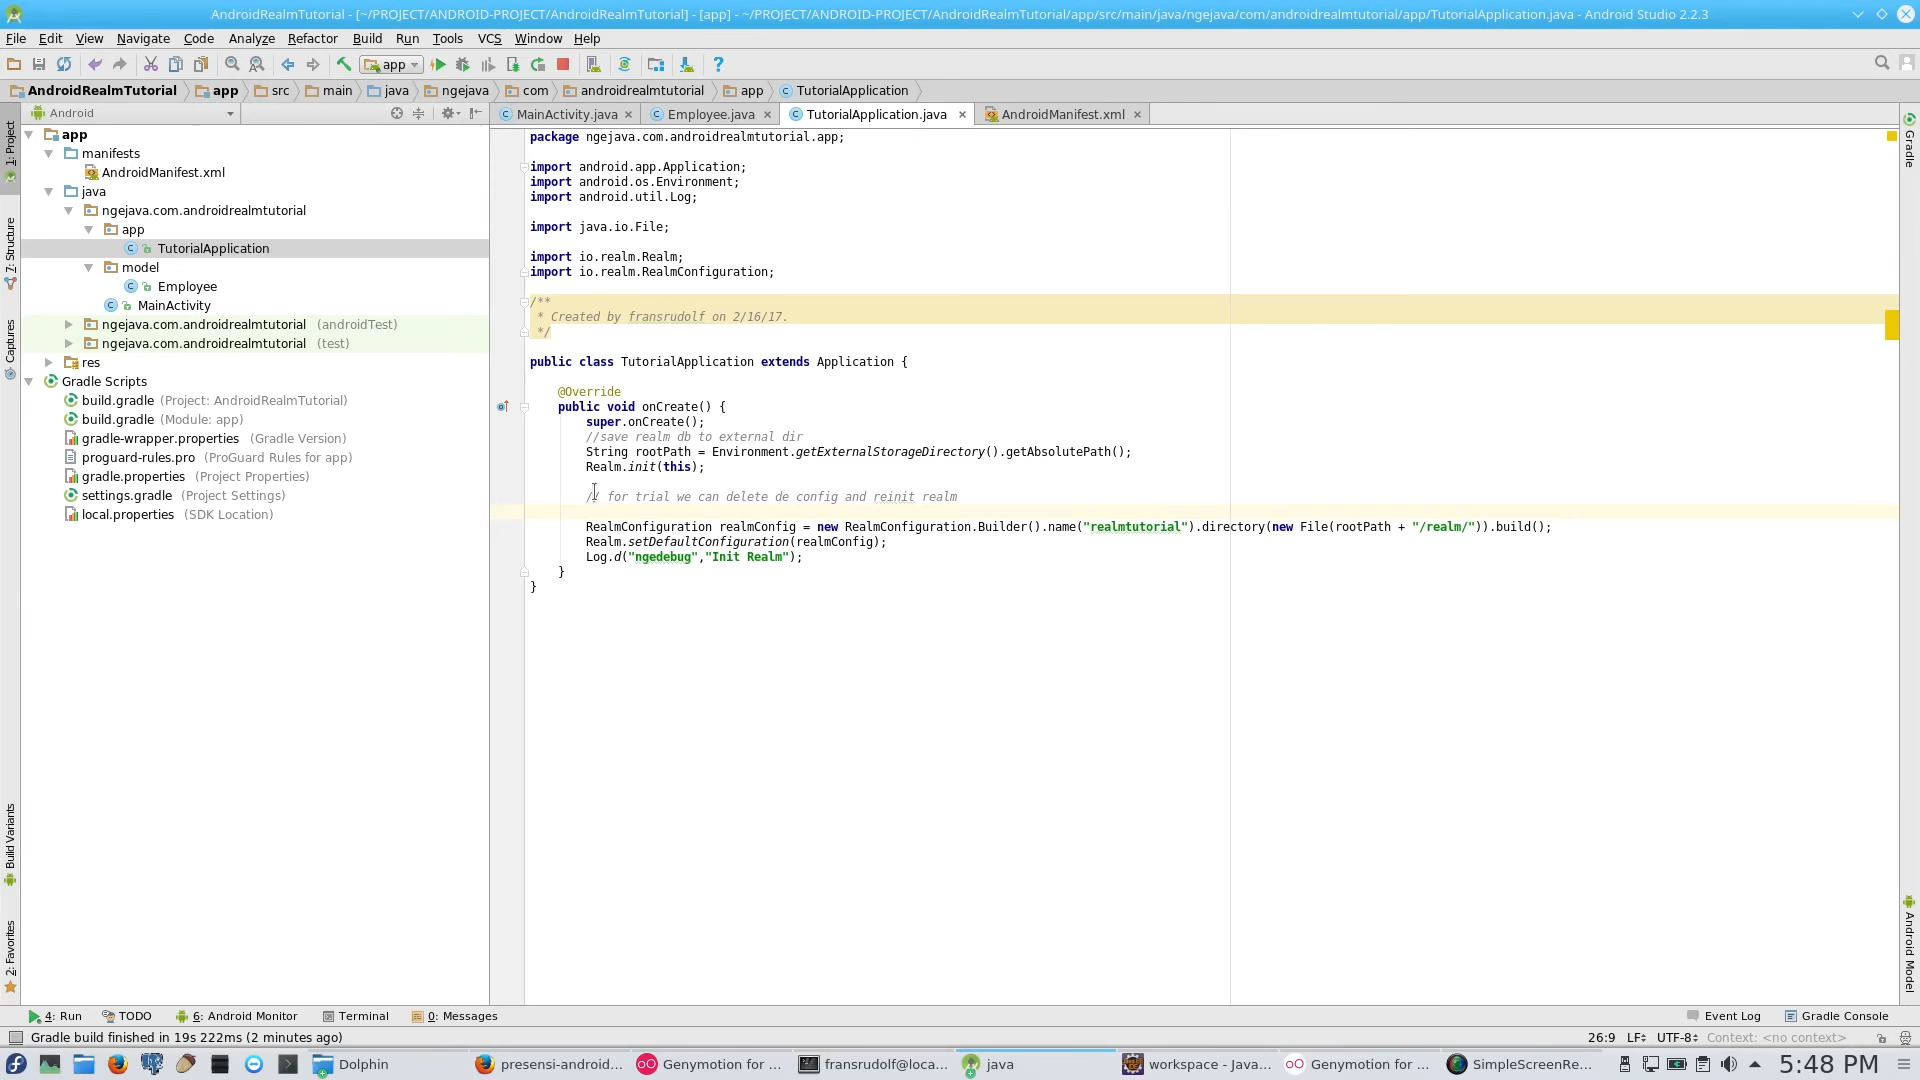 AndroidRealmTutorial - [~/PROJECT/ANDROID-PROJECT/AndroidRealmTutorial] - [app] - ~/PROJECT/ANDROID-PROJECT/AndroidRealmTutorial/app/src/main/java/ngejava/com/androidrealmtutorial/app/TutorialApplication.java - Android Studio 2.2.3
File Edit View Navigate Code Analyze Refactor Build Run Tools VCS Window Help
app
AndroidRealmTutorial app src main java ngejava com androidrealmtutorial app TutorialApplication
Android
MainActivity.java Employee.java TutorialApplication.java AndroidManifest.xml
1: Project
7: Structure
Captures
Build Variants
2: Favorites
app
manifests
AndroidManifest.xml
java
ngejava.com.androidrealmtutorial
app
TutorialApplication
model
Employee
MainActivity
ngejava.com.androidrealmtutorial (androidTest)
ngejava.com.androidrealmtutorial (test)
res
Gradle Scripts
build.gradle (Project: AndroidRealmTutorial)
build.gradle (Module: app)
gradle-wrapper.properties (Gradle Version)
proguard-rules.pro (ProGuard Rules for app)
gradle.properties (Project Properties)
settings.gradle (Project Settings)
local.properties (SDK Location)
package ngejava.com.androidrealmtutorial.app;
import android.app.Application;
import android.os.Environment;
import android.util.Log;
import java.io.File;
import io.realm.Realm;
import io.realm.RealmConfiguration;
/**
* Created by fransrudolf on 2/16/17.
*/
public class TutorialApplication extends Application {
@Override
public void onCreate() {
super.onCreate();
//save realm db to external dir
String rootPath = Environment.getExternalStorageDirectory().getAbsolutePath();
Realm.init(this);
// for trial we can delete de config and reinit realm
RealmConfiguration realmConfig = new RealmConfiguration.Builder().name("realmtutorial").directory(new File(rootPath + "/realm/")).build();
Realm.setDefaultConfiguration(realmConfig);
Log.d("ngedebug","Init Realm");
}
}
Gradle
Android Model
4: Run TODO 6: Android Monitor Terminal 0: Messages Event Log Gradle Console
Gradle build finished in 19s 222ms (2 minutes ago) 26:9 LF UTF-8 Context: <no context>
Dolphin presensi-android... Genymotion for ... fransrudolf@loca... java workspace - Java... Genymotion for ... SimpleScreenRe... 5:48 PM